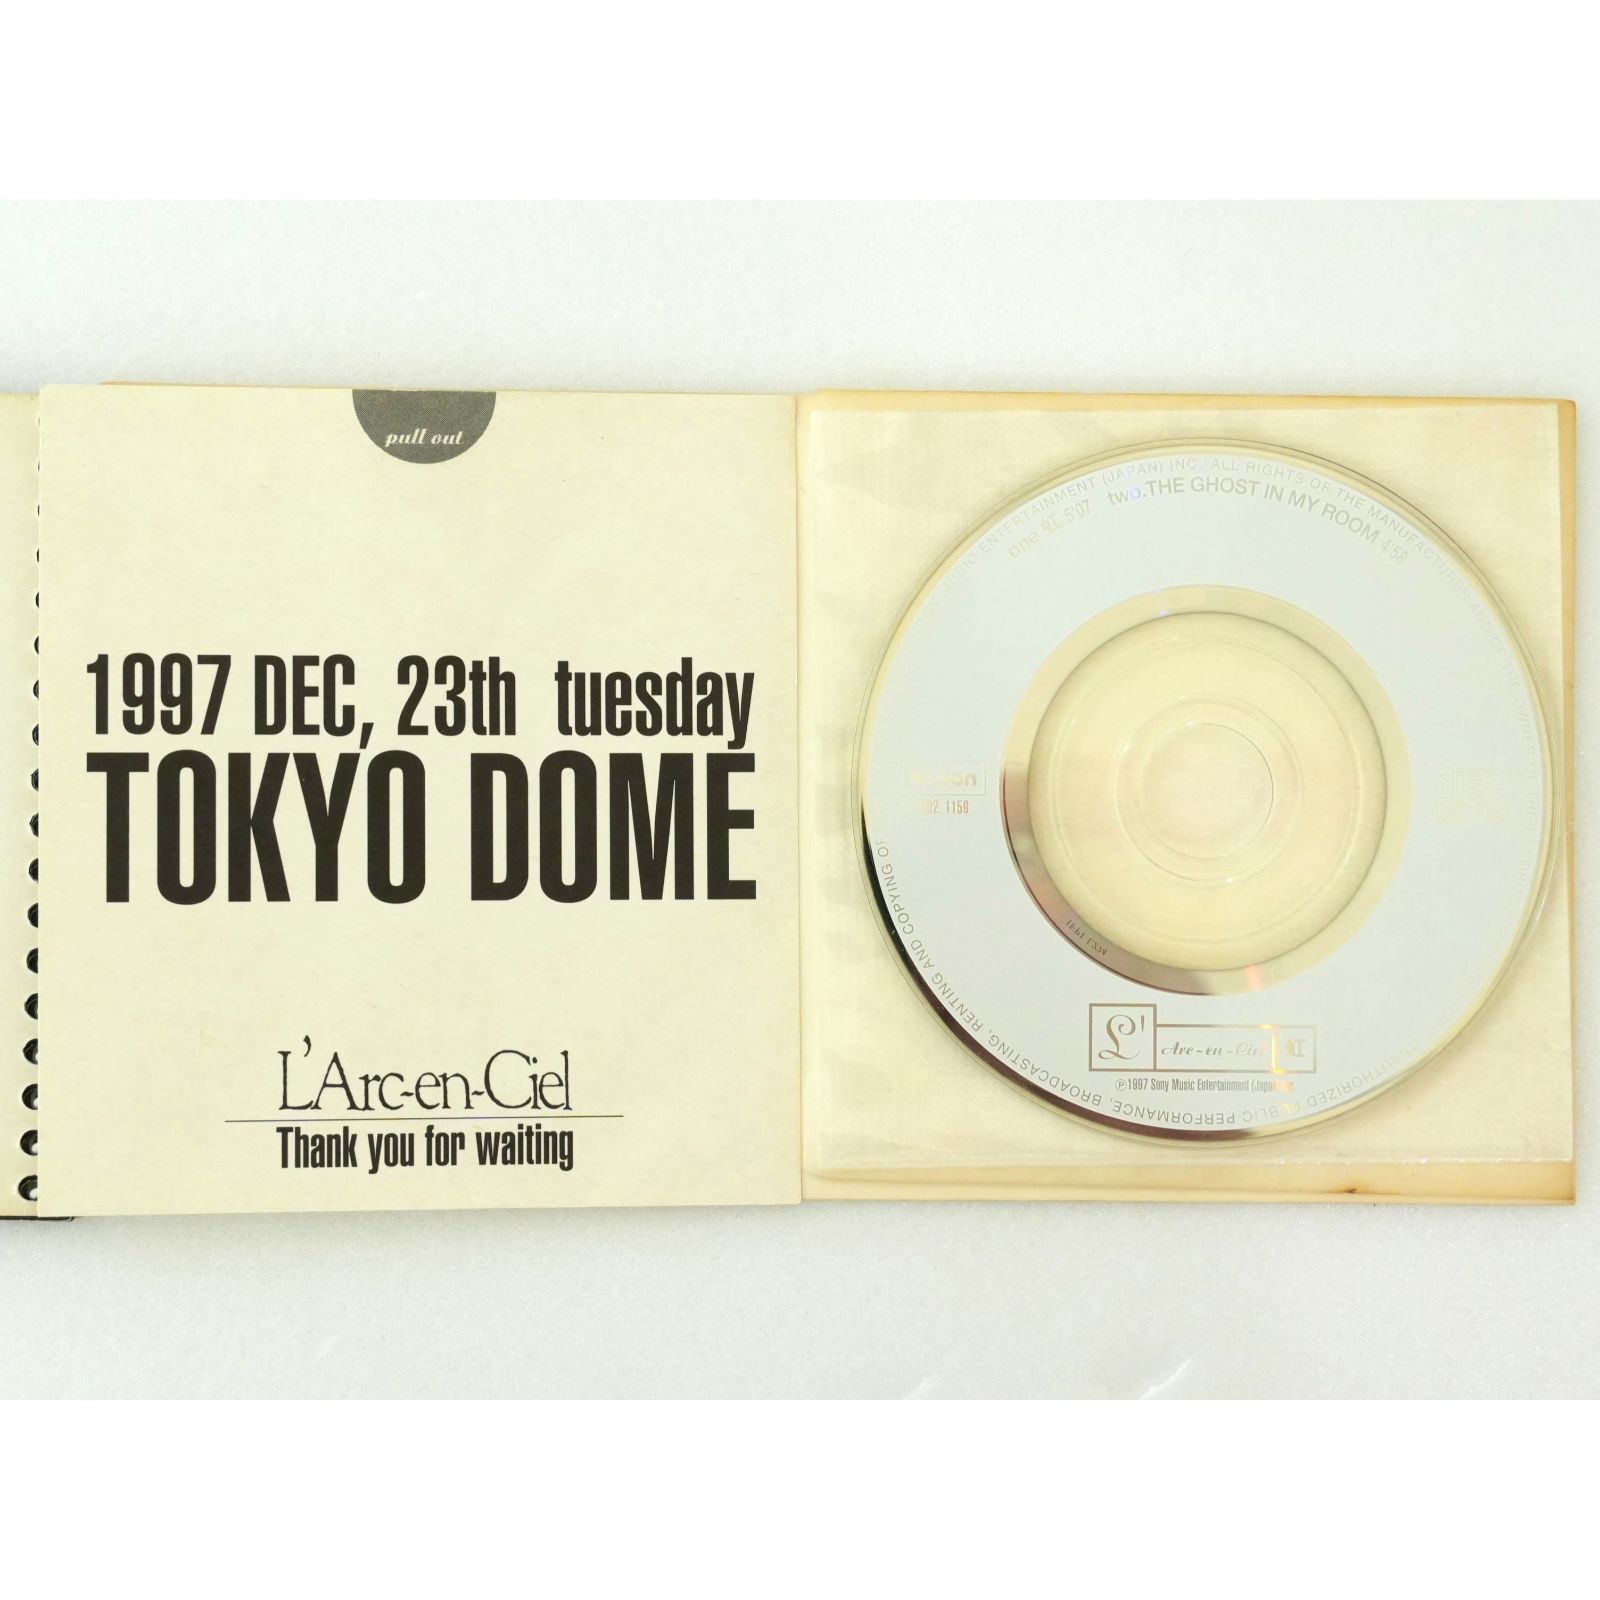 pull out
1997 DEC, 23th tuesday
TOKYO DOME
L'Arc-en-Ciel
Thank you for waiting
MUSIC ENTERTAINMENT (JAPAN) INC. ALL RIGHTS OF THE MANUFACTURER AND OF THE OWNER OF THE
UNAUTHORIZED PUBLIC PERFORMANCE, BROADCASTING, RENTING AND COPYING OF
one.虹 5'07 two.THE GHOST IN MY ROOM 4'58
1159
disc
L'Arc-en-Ciel 虹
℗1997 Sony Music Entertainment (Japan) Inc.